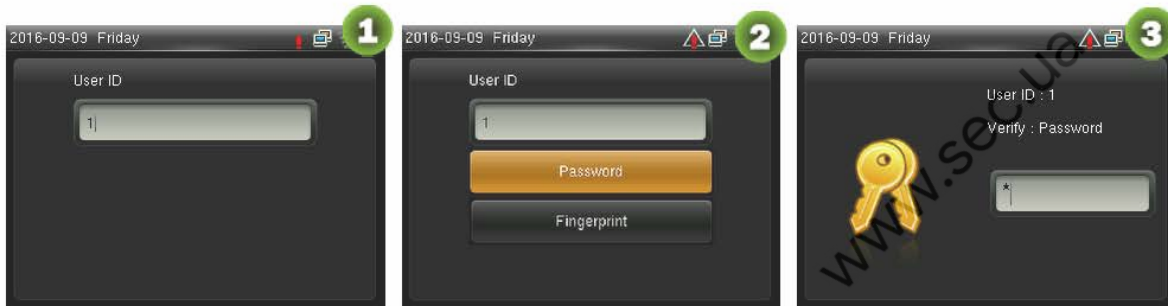 1
2016-09-09 Friday
User ID
1
2
2016-09-09 Friday
User ID
1
Password
Fingerprint
3
2016-09-09 Friday
User ID : 1
Verify : Password
*
www.sec.ua